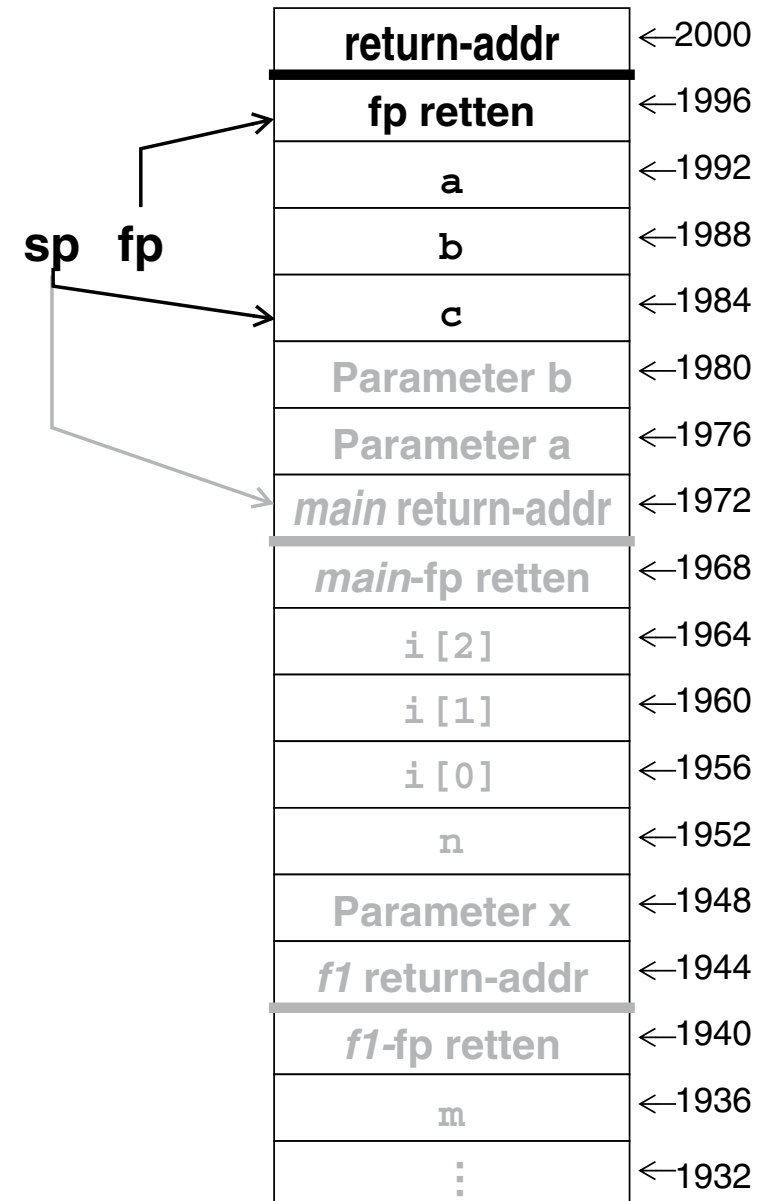 return-addr ←2000
fp retten ←1996
a ←1992
b ←1988
sp fp
c ←1984
Parameter b ←1980
Parameter a ←1976
main return-addr ←1972
main-fp retten ←1968
i[2] ←1964
i[1] ←1960
i[0] ←1956
n ←1952
Parameter x ←1948
f1 return-addr ←1944
f1-fp retten ←1940
m ←1936
⋮ ←1932